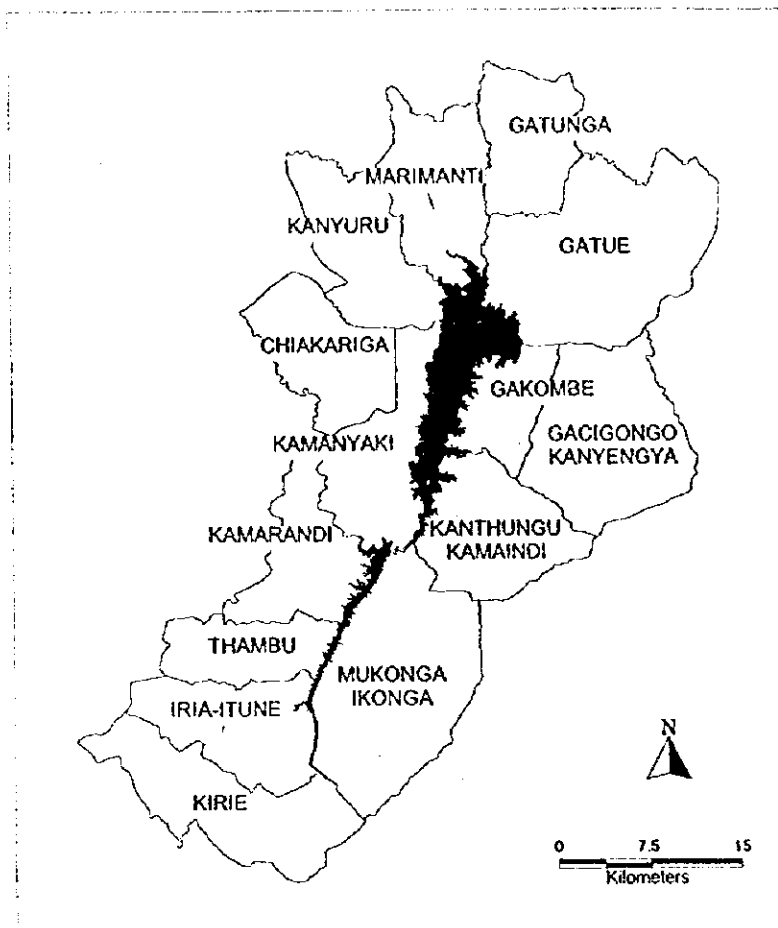 GATUNGA
MARIMANTI
KANYURU
GATUE
CHIAKARIGA
GAKOMBE
GACIGONGO
KANYENGYA
KAMANYAKI
KAMARANDI
KANTHUNGU
KAMAINDI
THAMBU
MUKONGA
IKONGA
IRIA-ITUNE
KIRIE
N
0 7.5 15
Kilometers